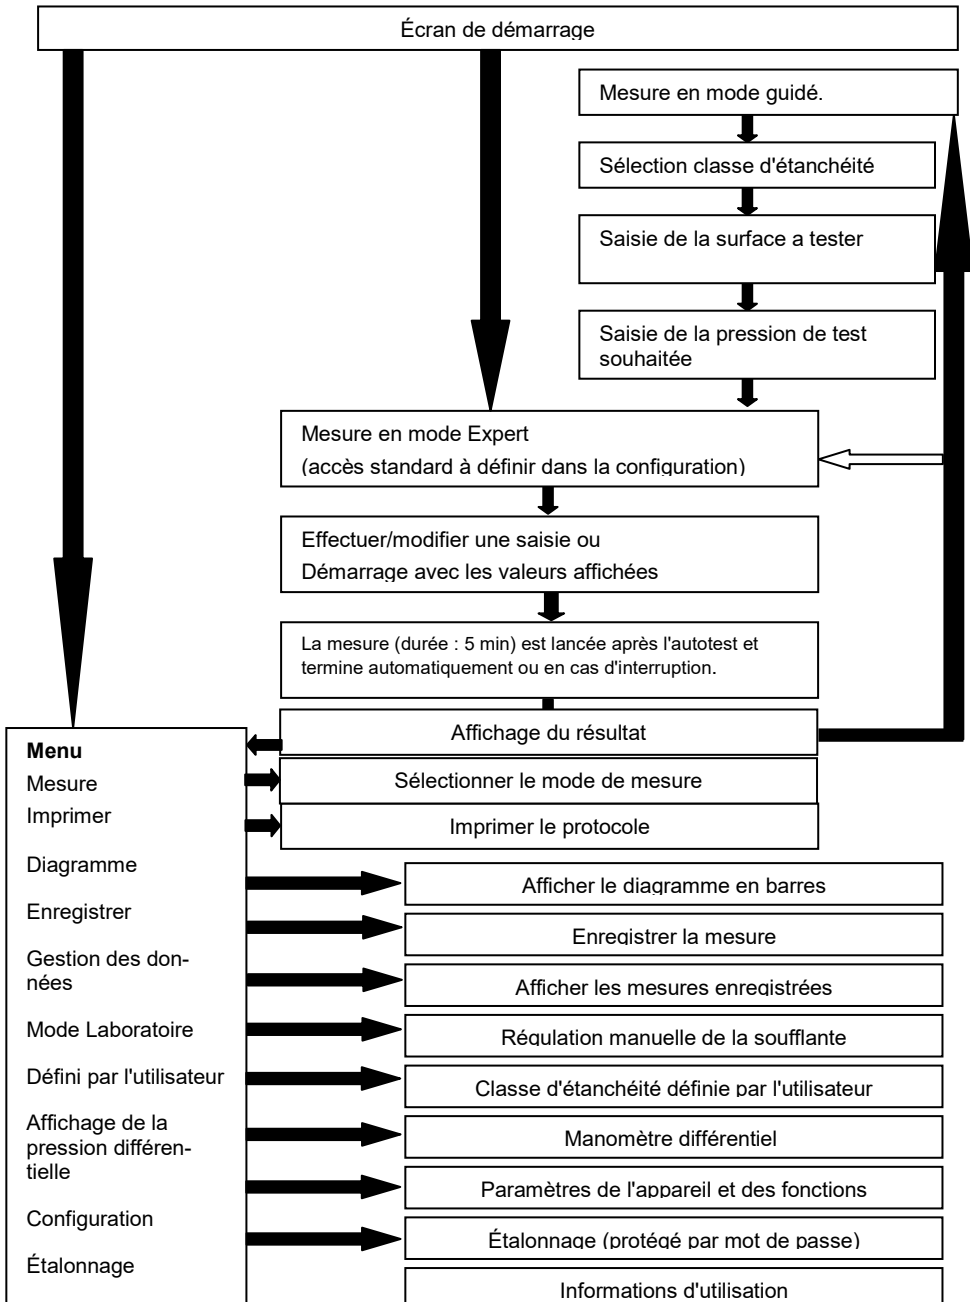 Écran de démarrage
Mesure en mode guidé.
Sélection classe d'étanchéité
Saisie de la surface a tester
Saisie de la pression de test
souhaitée
Mesure en mode Expert
(accès standard à définir dans la configuration)
Effectuer/modifier une saisie ou
Démarrage avec les valeurs affichées
La mesure (durée : 5 min) est lancée après l'autotest et
termine automatiquement ou en cas d'interruption.
Affichage du résultat
Sélectionner le mode de mesure
Imprimer le protocole
Menu
Mesure
Imprimer
Diagramme
Enregistrer
Gestion des don-
nées
Mode Laboratoire
Défini par l'utilisateur
Affichage de la
pression différen-
tielle
Configuration
Étalonnage
Afficher le diagramme en barres
Enregistrer la mesure
Afficher les mesures enregistrées
Régulation manuelle de la soufflante
Classe d'étanchéité définie par l'utilisateur
Manomètre différentiel
Paramètres de l'appareil et des fonctions
Étalonnage (protégé par mot de passe)
Informations d'utilisation